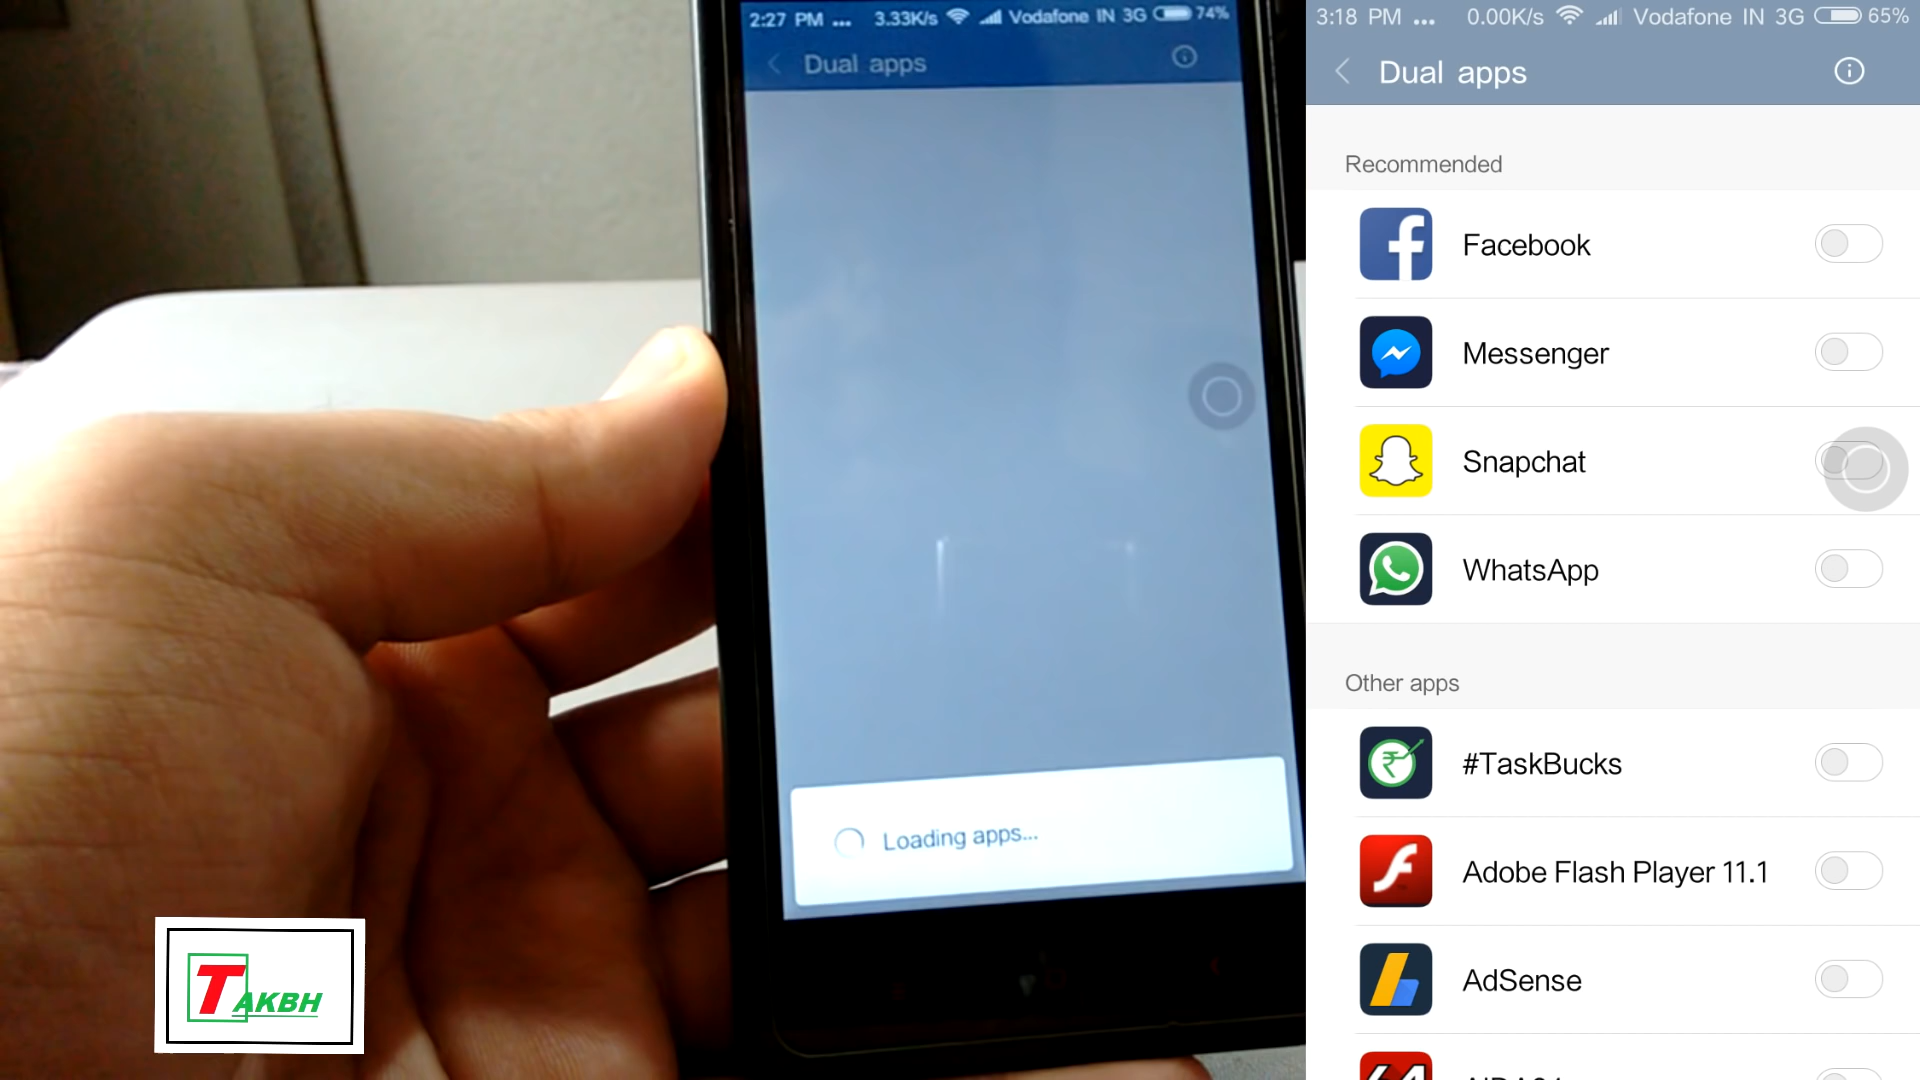 2:27 PM ... 3.33K/s Vodafone IN 3G 74%
Dual apps
Loading apps...
TAKBH
3:18 PM ... 0.00K/s Vodafone IN 3G 65%
Dual apps
Recommended
Facebook
Messenger
Snapchat
WhatsApp
Other apps
#TaskBucks
Adobe Flash Player 11.1
AdSense